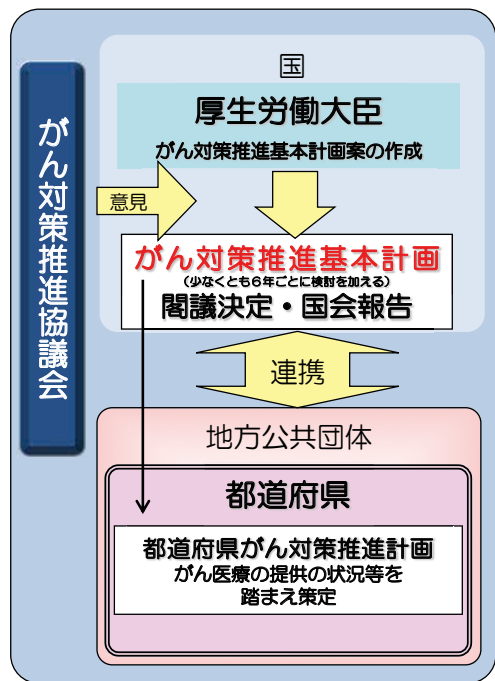 がん対策推進協議会
国
厚生労働大臣
がん対策推進基本計画案の作成
意見
がん対策推進基本計画
(少なくとも6年ごとに検討を加える)
閣議決定・国会報告
連携
地方公共団体
都道府県
都道府県がん対策推進計画
がん医療の提供の状況等を
踏まえ策定